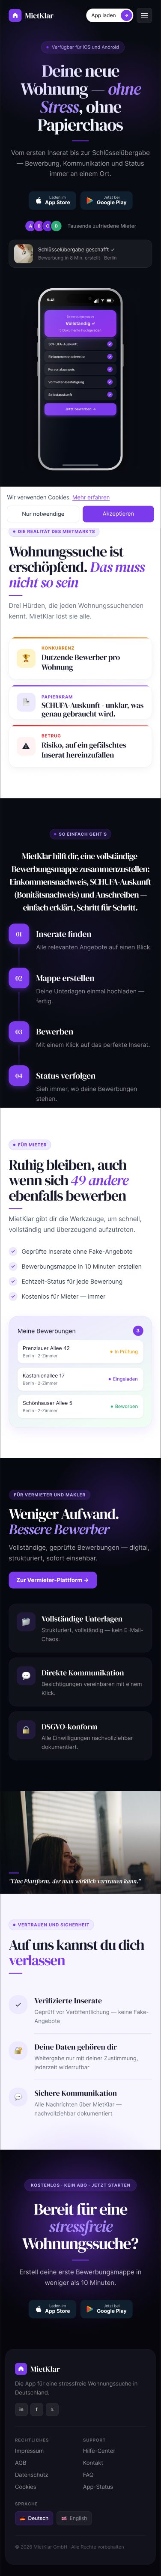 MietKlar
App laden
Verfügbar für iOS und Android
Deine neue
Wohnung — ohne
Stress, ohne
Papierchaos
Vom ersten Inserat bis zur Schlüsselübergabe
— Bewerbung, Kommunikation und Status
immer an einem Ort.
Laden im
App Store
Jetzt bei
Google Play
A B C D
Tausende zufriedene Mieter
Schlüsselübergabe geschafft ✓
Bewerbung in 8 Min. erstellt · Berlin
9:41
Vollständig ✓
SCHUFA-Auskunft
Einkommensnachweis
Personalausweis
Vermieter-Bestätigung
Selbstauskunft
Jetzt bewerben →
Wir verwenden Cookies. Mehr erfahren
Nur notwendige
Akzeptieren
DIE REALITÄT DES MIETMARKTS
Wohnungssuche ist
erschöpfend. Das muss
nicht so sein
Drei Hürden, die jeden Wohnungssuchenden
kennt. MietKlar löst sie alle.
KONKURRENZ
Dutzende Bewerber pro
Wohnung
PAPIERKRAM
SCHUFA-Auskunft – unklar, was
genau gebraucht wird.
BETRUG
Risiko, auf ein gefälschtes
Inserat hereinzufallen
SO EINFACH GEHT'S
MietKlar hilft dir, eine vollständige
Bewerbungsmappe zusammenzustellen:
Einkommensnachweis, SCHUFA-Auskunft
(Bonitätsnachweis) und Anschreiben —
einfach erklärt, Schritt für Schritt.
01
Inserate finden
Alle relevanten Angebote auf einen Blick.
02
Mappe erstellen
Deine Unterlagen einmal hochladen —
fertig.
03
Bewerben
Mit einem Klick auf das perfekte Inserat.
04
Status verfolgen
Sieh immer, wo deine Bewerbungen
stehen.
FÜR MIETER
Ruhig bleiben, auch
wenn sich 49 andere
ebenfalls bewerben
MietKlar gibt dir die Werkzeuge, um schnell,
vollständig und überzeugend aufzutreten.
Geprüfte Inserate ohne Fake-Angebote
Bewerbungsmappe in 10 Minuten erstellen
Echtzeit-Status für jede Bewerbung
Kostenlos für Mieter — immer
Meine Bewerbungen
3
Prenzlauer Allee 42
Berlin · 2-Zimmer
In Prüfung
Kastanienallee 17
Berlin · 2-Zimmer
Eingeladen
Schönhauser Allee 5
Berlin · 2-Zimmer
Beworben
FÜR VERMIETER UND MAKLER
Weniger Aufwand.
Bessere Bewerber
Vollständige, geprüfte Bewerbungen — digital,
strukturiert, sofort einsehbar.
Zur Vermieter-Plattform →
Vollständige Unterlagen
Strukturiert, vollständig — kein E-Mail-
Chaos.
Direkte Kommunikation
Besichtigungen vereinbaren mit einem
Klick.
DSGVO-konform
Alle Einwilligungen nachvollziehbar
dokumentiert.
"Eine Plattform, der man wirklich vertrauen kann."
VERTRAUEN UND SICHERHEIT
Auf uns kannst du dich
verlassen
Verifizierte Inserate
Geprüft vor Veröffentlichung — keine Fake-
Angebote
Deine Daten gehören dir
Weitergabe nur mit deiner Zustimmung,
jederzeit widerrufbar
Sichere Kommunikation
Alle Nachrichten über MietKlar —
nachvollziehbar dokumentiert
KOSTENLOS · KEIN ABO · JETZT STARTEN
Bereit für eine
stressfreie
Wohnungssuche?
Erstelle deine erste Bewerbungsmappe in
weniger als 10 Minuten.
Laden im
App Store
Jetzt bei
Google Play
MietKlar
Die App für eine stressfreie Wohnungssuche in
Deutschland.
in f
RECHTLICHES
Impressum
AGB
Datenschutz
Cookies
SUPPORT
Hilfe-Center
Kontakt
FAQ
App-Status
SPRACHE
Deutsch
English
© 2026 MietKlar GmbH · Alle Rechte vorbehalten